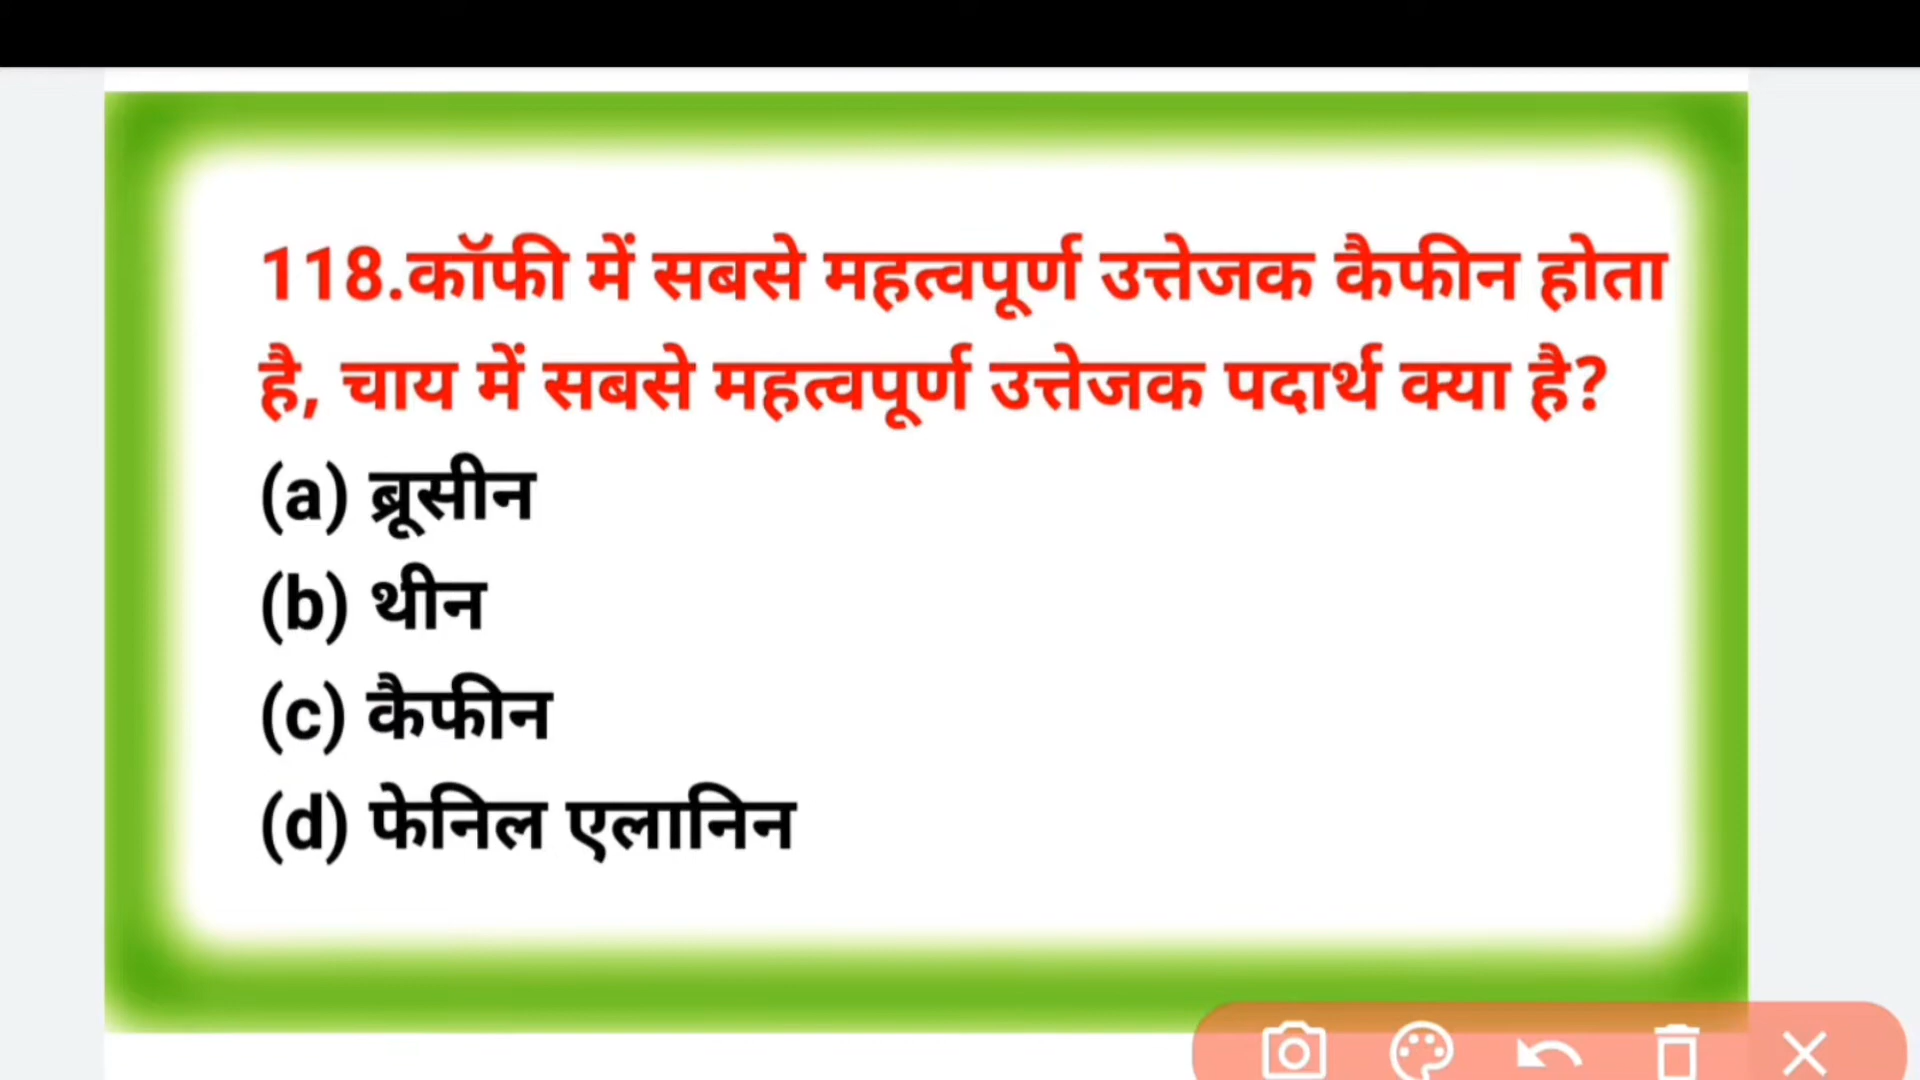 118.कॉफी में सबसे महत्वपूर्ण उत्तेजक कैफीन होता
है, चाय में सबसे महत्वपूर्ण उत्तेजक पदार्थ क्या है?
(a) ब्रूसीन
(b) थीन
(c) कैफीन
(d) फेनिल एलानिन